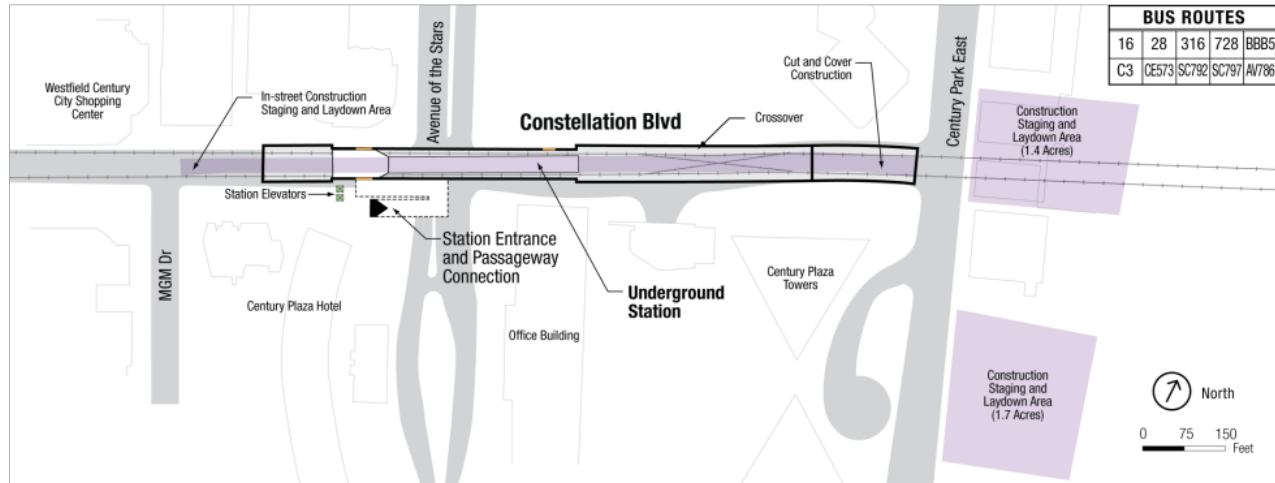 BUS ROUTES
16 28 316 728 BBB5
C3 CE573 SC792 SC797 AV786
Avenue of the Stars
Century Park East
Westfield Century
City Shopping
Center
In-street Construction
Staging and Laydown Area
Constellation Blvd
Crossover
Cut and Cover
Construction
Construction
Staging and
Laydown Area
(1.4 Acres)
Station Elevators
Station Entrance
and Passageway
Connection
MGM Dr
Century Plaza Hotel
Underground
Station
Office Building
Century Plaza
Towers
Construction
Staging and
Laydown Area
(1.7 Acres)
North
0 75 150
Feet